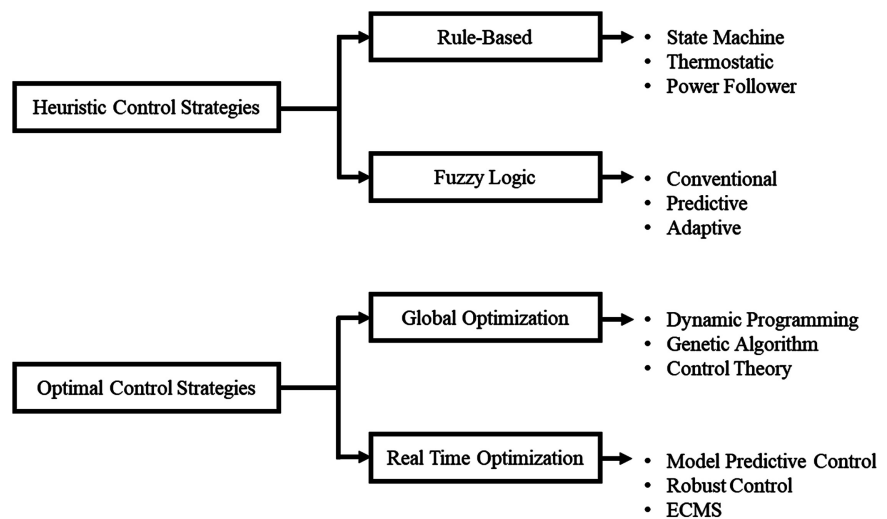 Heuristic Control Strategies
Rule-Based
• State Machine
• Thermostatic
• Power Follower
Fuzzy Logic
• Conventional
• Predictive
• Adaptive
Optimal Control Strategies
Global Optimization
• Dynamic Programming
• Genetic Algorithm
• Control Theory
Real Time Optimization
• Model Predictive Control
• Robust Control
• ECMS